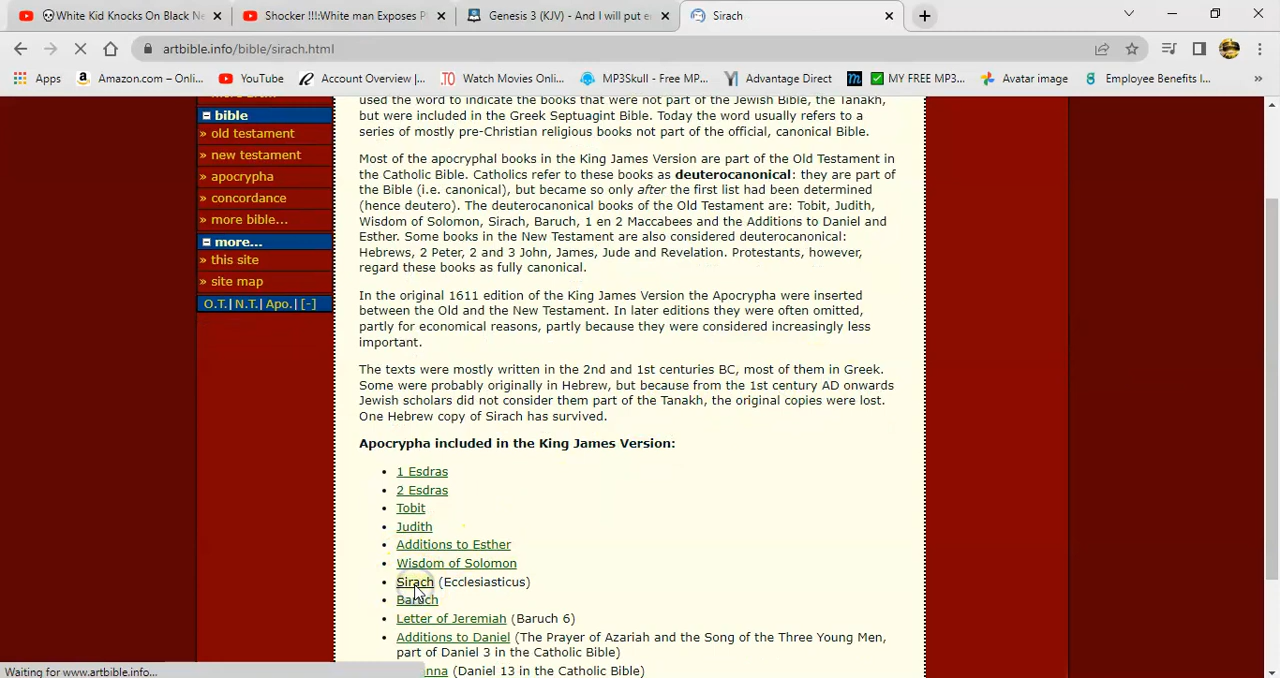 White Kid Knocks On Black Ne
Shocker !!!:White man Exposes P
Genesis 3 (KJV) - And I will put e
Sirach
artbible.info/bible/sirach.html
Apps
Amazon.com – Onli...
YouTube
Account Overview |...
Watch Movies Onlin...
MP3Skull - Free MP...
Advantage Direct
MY FREE MP3...
Avatar image
Employee Benefits I...
bible
» old testament
» new testament
» apocrypha
» concordance
» more bible...
more...
» this site
» site map
O.T.| N.T.| Apo.| [-]
used the word to indicate the books that were not part of the Jewish Bible, the Tanakh,
but were included in the Greek Septuagint Bible. Today the word usually refers to a
series of mostly pre-Christian religious books not part of the official, canonical Bible.
Most of the apocryphal books in the King James Version are part of the Old Testament in
the Catholic Bible. Catholics refer to these books as deuterocanonical: they are part of
the Bible (i.e. canonical), but became so only after the first list had been determined
(hence deutero). The deuterocanonical books of the Old Testament are: Tobit, Judith,
Wisdom of Solomon, Sirach, Baruch, 1 en 2 Maccabees and the Additions to Daniel and
Esther. Some books in the New Testament are also considered deuterocanonical:
Hebrews, 2 Peter, 2 and 3 John, James, Jude and Revelation. Protestants, however,
regard these books as fully canonical.
In the original 1611 edition of the King James Version the Apocrypha were inserted
between the Old and the New Testament. In later editions they were often omitted,
partly for economical reasons, partly because they were considered increasingly less
important.
The texts were mostly written in the 2nd and 1st centuries BC, most of them in Greek.
Some were probably originally in Hebrew, but because from the 1st century AD onwards
Jewish scholars did not consider them part of the Tanakh, the original copies were lost.
One Hebrew copy of Sirach has survived.
Apocrypha included in the King James Version:
• 1 Esdras
• 2 Esdras
• Tobit
• Judith
• Additions to Esther
• Wisdom of Solomon
• Sirach (Ecclesiasticus)
• Baruch
• Letter of Jeremiah (Baruch 6)
• Additions to Daniel (The Prayer of Azariah and the Song of the Three Young Men,
part of Daniel 3 in the Catholic Bible)
nna (Daniel 13 in the Catholic Bible)
Waiting for www.artbible.info...